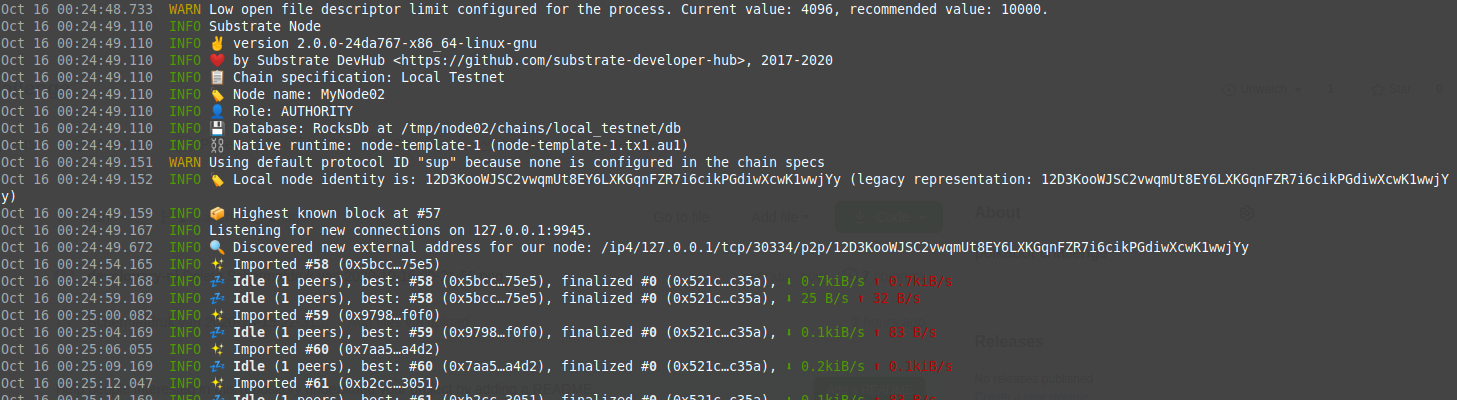 Oct 16 00:24:48.733 WARN Low open file descriptor limit configured for the process. Current value: 4096, recommended value: 10000.
Oct 16 00:24:49.110 INFO Substrate Node
Oct 16 00:24:49.110 INFO ✌️ version 2.0.0-24da767-x86_64-linux-gnu
Oct 16 00:24:49.110 INFO ❤️ by Substrate DevHub <https://github.com/substrate-developer-hub>, 2017-2020
Oct 16 00:24:49.110 INFO 📋 Chain specification: Local Testnet
Oct 16 00:24:49.110 INFO 🏷 Node name: MyNode02
Oct 16 00:24:49.110 INFO 👤 Role: AUTHORITY
Oct 16 00:24:49.110 INFO 💾 Database: RocksDb at /tmp/node02/chains/local_testnet/db
Oct 16 00:24:49.110 INFO ⛓ Native runtime: node-template-1 (node-template-1.tx1.au1)
Oct 16 00:24:49.151 WARN Using default protocol ID "sup" because none is configured in the chain specs
Oct 16 00:24:49.152 INFO 🏷 Local node identity is: 12D3KooWJSC2vwqmUt8EY6LXKGqnFZR7i6cikPGdiwXcwK1wwjYy (legacy representation: 12D3KooWJSC2vwqmUt8EY6LXKGqnFZR7i6cikPGdiwXcwK1wwjY
y)
Oct 16 00:24:49.159 INFO 📦 Highest known block at #57
Oct 16 00:24:49.167 INFO Listening for new connections on 127.0.0.1:9945.
Oct 16 00:24:49.672 INFO 🔍 Discovered new external address for our node: /ip4/127.0.0.1/tcp/30334/p2p/12D3KooWJSC2vwqmUt8EY6LXKGqnFZR7i6cikPGdiwXcwK1wwjYy
Oct 16 00:24:54.165 INFO ✨ Imported #58 (0x5bcc…75e5)
Oct 16 00:24:54.168 INFO 💤 Idle (1 peers), best: #58 (0x5bcc…75e5), finalized #0 (0x521c…c35a), ⬇ 0.7kiB/s ⬆ 0.7kiB/s
Oct 16 00:24:59.169 INFO 💤 Idle (1 peers), best: #58 (0x5bcc…75e5), finalized #0 (0x521c…c35a), ⬇ 25 B/s ⬆ 32 B/s
Oct 16 00:25:00.082 INFO ✨ Imported #59 (0x9798…f0f0)
Oct 16 00:25:04.169 INFO 💤 Idle (1 peers), best: #59 (0x9798…f0f0), finalized #0 (0x521c…c35a), ⬇ 0.1kiB/s ⬆ 83 B/s
Oct 16 00:25:06.055 INFO ✨ Imported #60 (0x7aa5…a4d2)
Oct 16 00:25:09.169 INFO 💤 Idle (1 peers), best: #60 (0x7aa5…a4d2), finalized #0 (0x521c…c35a), ⬇ 0.2kiB/s ⬆ 0.1kiB/s
Oct 16 00:25:12.047 INFO ✨ Imported #61 (0xb2cc…3051)
Oct 16 00:25:14.169 INFO 💤 Idle (1 peers), best: #61 (0xb2cc…3051), finalized #0 (0x521c…c35a), ⬇ 0.1kiB/s
Go to file
Add file
About
Releases